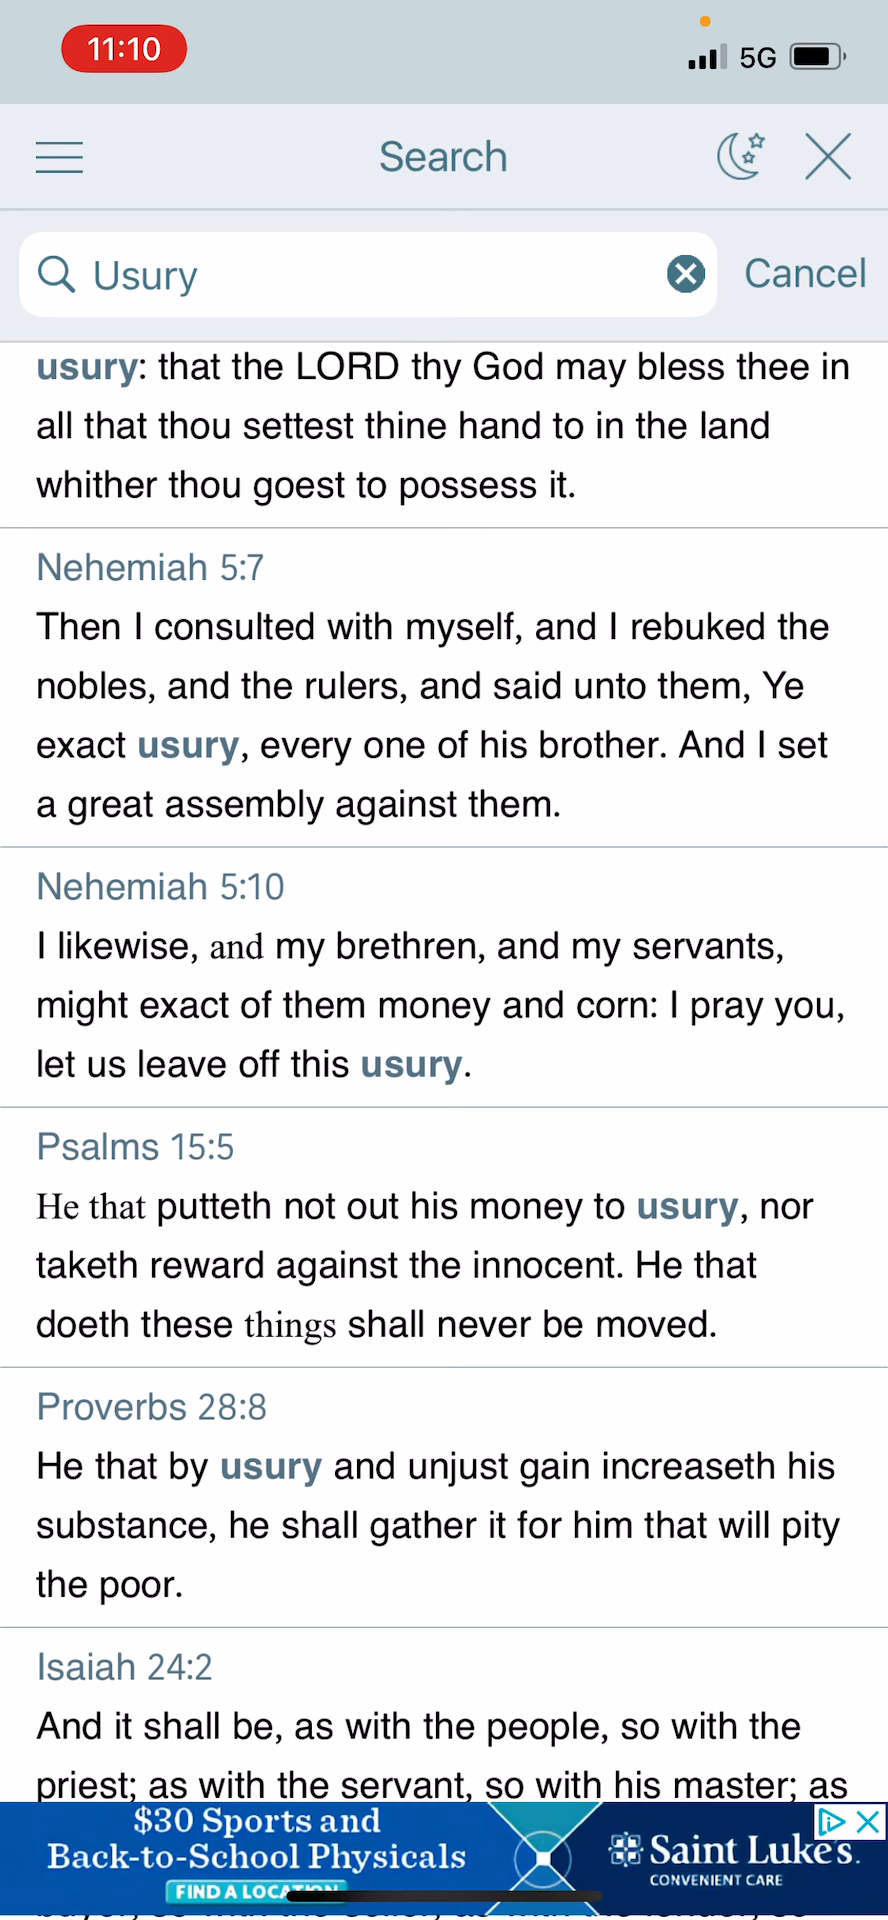 11:10
5G
Search
Usury
Cancel
usury: that the LORD thy God may bless thee in
all that thou settest thine hand to in the land
whither thou goest to possess it.
Nehemiah 5:7
Then I consulted with myself, and I rebuked the
nobles, and the rulers, and said unto them, Ye
exact usury, every one of his brother. And I set
a great assembly against them.
Nehemiah 5:10
I likewise, and my brethren, and my servants,
might exact of them money and corn: I pray you,
let us leave off this usury.
Psalms 15:5
He that putteth not out his money to usury, nor
taketh reward against the innocent. He that
doeth these things shall never be moved.
Proverbs 28:8
He that by usury and unjust gain increaseth his
substance, he shall gather it for him that will pity
the poor.
Isaiah 24:2
And it shall be, as with the people, so with the
priest; as with the servant, so with his master; as
$30 Sports and
Back-to-School Physicals
FIND A LOCATION
Saint Luke's.
CONVENIENT CARE